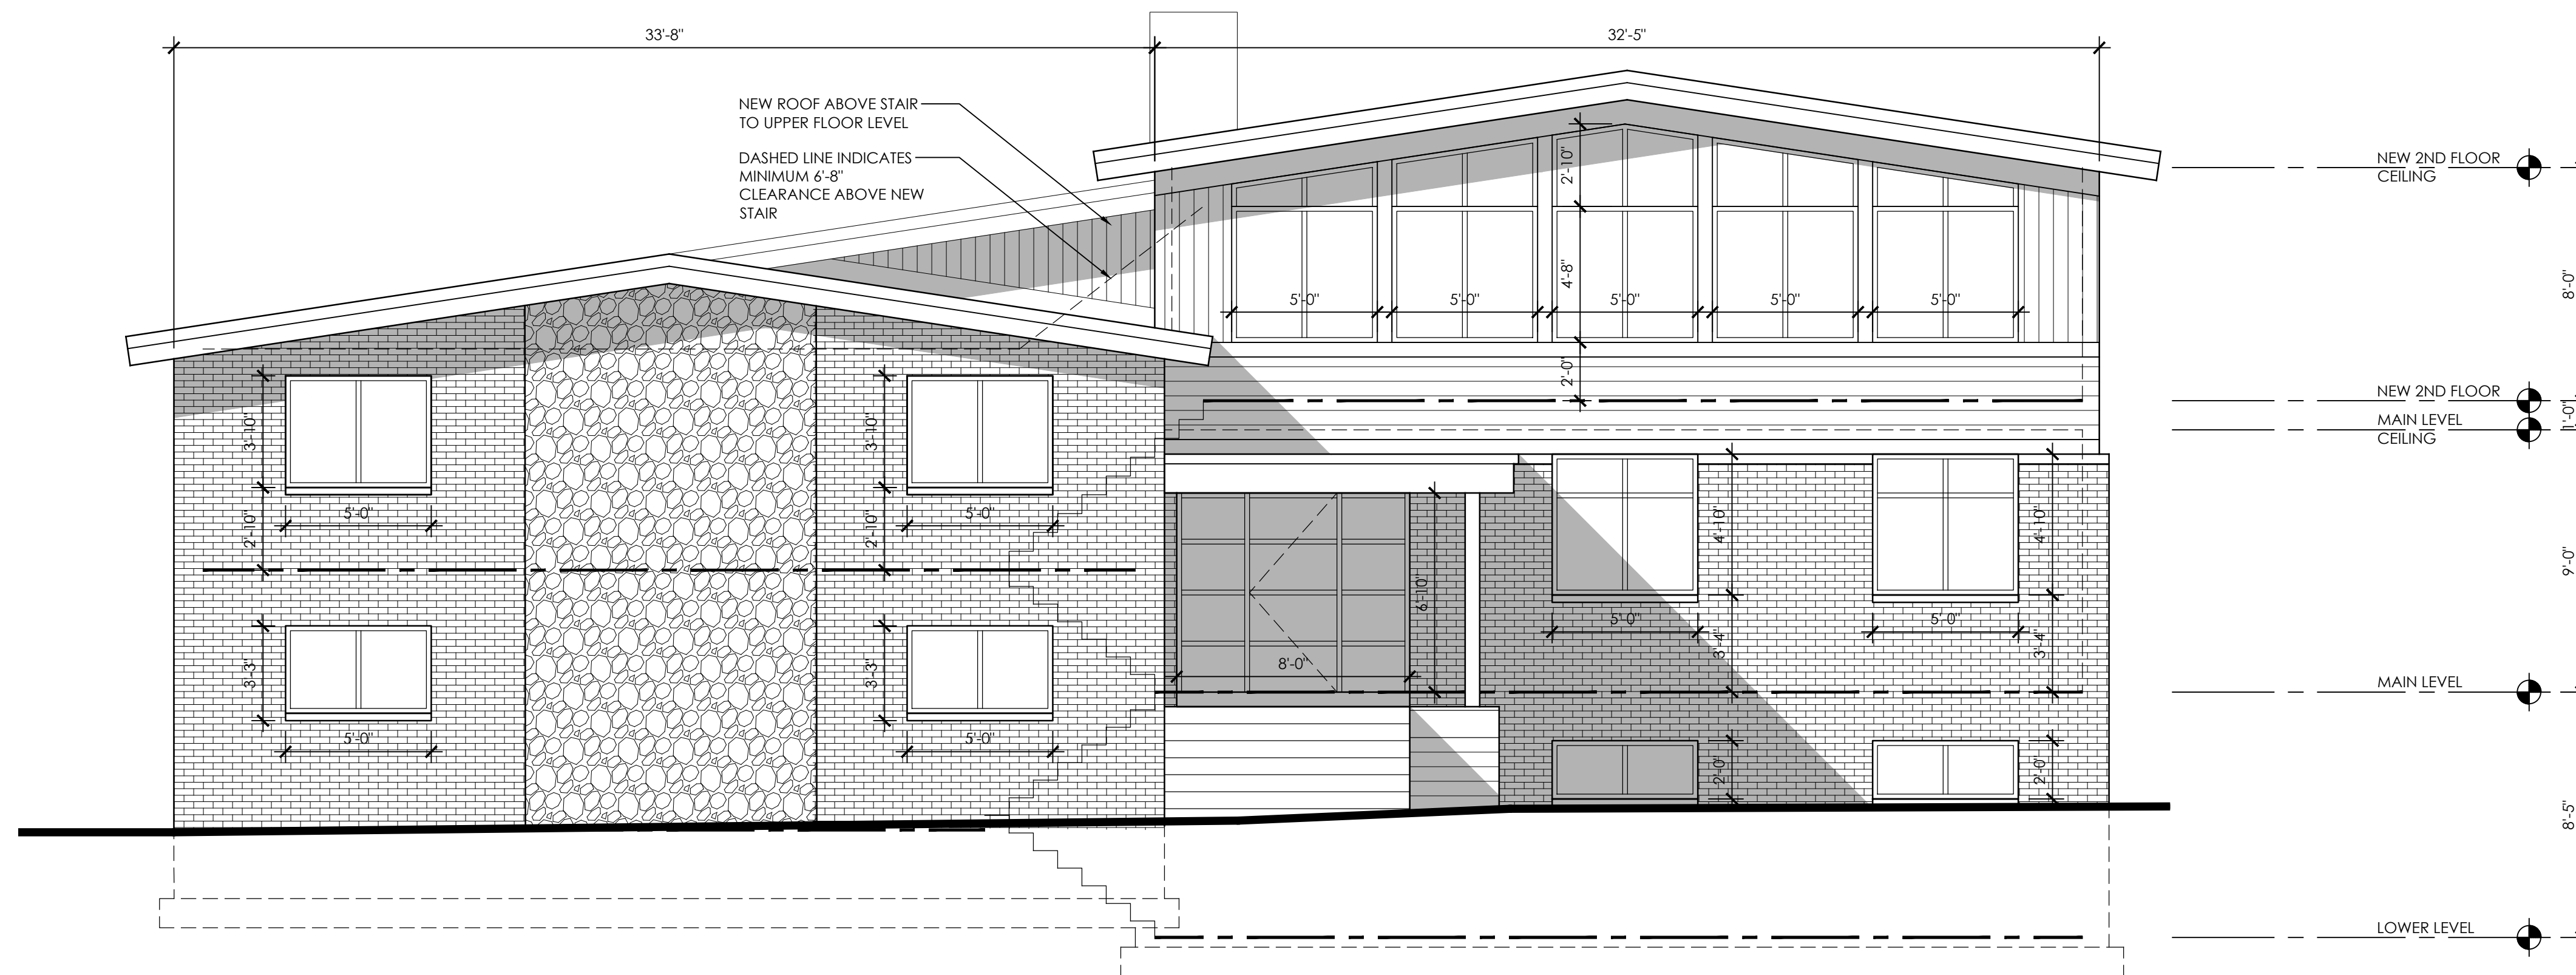 33'-8"
32'-5"
NEW ROOF ABOVE STAIR
TO UPPER FLOOR LEVEL
DASHED LINE INDICATES
MINIMUM 6'-8"
CLEARANCE ABOVE NEW
STAIR
2'-10"
4'-8"
5'-0"
5'-0"
5'-0"
5'-0"
5'-0"
2'-0"
NEW 2ND FLOOR
CEILING
8'-0"
NEW 2ND FLOOR
1'-0"
MAIN LEVEL
CEILING
9'-0"
MAIN LEVEL
8'-5"
LOWER LEVEL
3'-10"
2'-10"
5'-0"
3'-3"
5'-0"
3'-10"
2'-10"
5'-0"
3'-3"
5'-0"
6'-10"
8'-0"
4'-10"
5'-0"
3'-4"
2'-0"
4'-10"
5'-0"
3'-4"
2'-0"